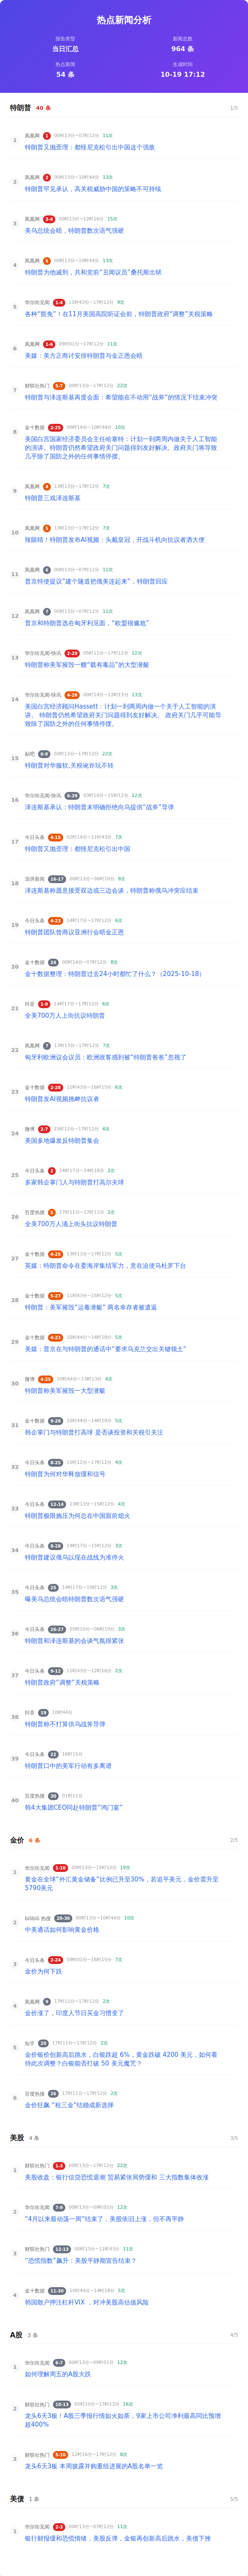 热点新闻分析
报告类型
新闻总数
当日汇总
964 条
热点新闻
生成时间
54 条
10-19 17:12
特朗普 40 条 1/5
1 凤凰网 1 00时13分~07时12分 11次
特朗普又抛歪理：都怪尼克松引出中国这个强敌
2 凤凰网 2 00时13分~10时44分 13次
特朗普罕见承认，高关税威胁中国的策略不可持续
3 凤凰网 3-4 00时13分~12时16分 15次
美乌总统会晤，特朗普数次语气强硬
4 凤凰网 5 00时13分~10时44分 13次
特朗普为他减刑，共和党前“丑闻议员”桑托斯出狱
5 华尔街见闻 1-4 11时43分~17时12分 9次
各种“豁免”！在11月美国高院听证会前，特朗普政府“调整”关税政策
6 凤凰网 1-6 09时01分~17时12分 11次
美媒：美方正商讨安排特朗普与金正恩会晤
7 财联社热门 5-7 00时13分~17时12分 22次
特朗普与泽连斯基再度会面：希望能在不动用“战斧”的情况下结束冲突
8 金十数据 2-25 00时14分~10时44分 10次
美国白宫国家经济委员会主任哈塞特：计划一到两周内做关于人工智能
的演讲。特朗普仍然希望政府关门问题得到友好解决。政府关门将导致
几乎除了国防之外的任何事情停摆。
9 凤凰网 4 13时13分~17时12分 7次
特朗普三戏泽连斯基
10 凤凰网 5 13时13分~17时12分 7次
辣眼睛！特朗普发布AI视频：头戴皇冠，开战斗机向抗议者洒大便
11 凤凰网 6 00时13分~07时12分 11次
普京特使提议“建个隧道把俄美连起来”，特朗普回应
12 凤凰网 7 00时13分~07时12分 11次
普京和特朗普选在匈牙利见面，“欧盟很尴尬”
13 华尔街见闻-快讯 2-29 05时11分~17时12分 12次
特朗普称美军摧毁一艘“载有毒品”的大型潜艇
14 华尔街见闻-快讯 4-29 00时14分~13时13分 13次
美国白宫经济顾问Hassett：计划一到两周内做一个关于人工智能的演
讲。 特朗普仍然希望政府关门问题得到友好解决。 政府关门几乎可能导
致除了国防之外的任何事情停摆。
15 贴吧 6-9 00时13分~17时12分 22次
特朗普对华服软,关税讹诈玩不转
16 华尔街见闻-快讯 6-29 03时19分~15时12分 12次
泽连斯基承认：特朗普未明确拒绝向乌提供“战斧”导弹
17 今日头条 4-15 02时14分~11时43分 7次
特朗普又抛歪理：都怪尼克松引出中国
18 澎湃新闻 16-17 00时13分~06时10分 9次
泽连斯基称愿意接受双边或三边会谈，特朗普称俄乌冲突应结束
19 今日头条 4-23 14时17分~17时12分 6次
特朗普团队曾商议亚洲行会晤金正恩
20 金十数据 24 00时14分~07时12分 8次
金十数据整理：特朗普过去24小时都忙了什么？（2025-10-18）
21 抖音 1-9 14时17分~17时12分 6次
全美700万人上街抗议特朗普
22 凤凰网 7 13时13分~17时12分 7次
匈牙利欧洲议会议员：欧洲政客感到被“特朗普爸爸”忽视了
23 金十数据 2-28 11时43分~16时15分 6次
特朗普发AI视频挑衅抗议者
24 微博 2-7 15时12分~17时12分 4次
美国多地爆发反特朗普集会
25 今日头条 2 14时17分~14时18分 2次
多家韩企掌门人与特朗普打高尔夫球
26 百度热搜 5 17时11分~17时12分 2次
全美700万人涌上街头抗议特朗普
27 金十数据 4-25 13时13分~17时12分 5次
英媒：特朗普命令在委海岸集结军力，意在迫使马杜罗下台
28 金十数据 5-27 11时43分~15时12分 5次
特朗普：美军摧毁“运毒潜艇” 两名幸存者被遣返
29 金十数据 4-23 10时44分~14时18分 5次
美媒：普京在与特朗普的通话中“要求乌克兰交出关键领土”
30 微博 4-25 10时44分~13时13分 4次
特朗普称美军摧毁一大型潜艇
31 金十数据 9-28 10时44分~14时18分 5次
韩企掌门与特朗普打高球 是否谈投资和关税引关注
32 今日头条 8-25 15时12分~17时12分 4次
特朗普为何对华释放缓和信号
33 今日头条 12-14 13时13分~15时12分 4次
特朗普极限施压为何总在中国面前熄火
34 今日头条 8-28 14时17分~15时12分 3次
特朗普建议俄乌以现在战线为准停火
35 今日头条 25 14时17分~15时12分 3次
曝美乌总统会晤特朗普数次语气强硬
36 今日头条 26-27 05时10分~06时10分 3次
特朗普和泽连斯基的会谈气氛很紧张
37 今日头条 9-12 11时43分~12时16分 2次
特朗普政府“调整”关税政策
38 抖音 19 10时44分
特朗普称不打算供乌战斧导弹
39 今日头条 22 16时15分
特朗普口中的美军行动有多离谱
40 百度热搜 30 01时11分
韩4大集团CEO同赴特朗普“鸿门宴”
金价 6 条 2/5
1 华尔街见闻 1-10 00时13分~15时12分 19次
黄金在全球“外汇黄金储备”比例已升至30%，若追平美元，金价需升至
5790美元
2 bilibili 热搜 20-30 00时13分~10时44分 10次
中美通话如何影响黄金价格
3 今日头条 2-24 09时01分~16时15分 7次
金价为何下跌
4 凤凰网 8 17时11分~17时12分 2次
金价涨了，印度人节日买金习惯变了
5 知乎 20 17时11分~17时12分 2次
金价银价创新高后跳水，白银跌超 6%，黄金跌破 4200 美元，如何看
待此次调整？白银能否打破 50 美元魔咒？
6 百度热搜 26 17时11分~17时12分 2次
金价狂飙 “租三金”结婚成新选择
美股 4 条 3/5
1 财联社热门 1-3 00时13分~17时12分 22次
美股收盘：银行信贷恐慌退潮 贸易紧张局势缓和 三大指数集体收涨
2 华尔街见闻 7-9 00时13分~09时01分 12次
“4月以来最动荡一周”结束了，美股依旧上涨，但不再平静
3 财联社热门 12-13 00时13分~11时43分 11次
“恐慌指数”飙升：美股平静期宣告结束？
4 金十数据 11-30 10时44分~14时18分 5次
韩国散户押注杠杆VIX ，对冲美股高估值风险
A股 3 条 4/5
1 华尔街见闻 6-7 00时13分~09时01分 12次
如何理解周五的A股大跌
2 财联社热门 10-13 05时10分~17时12分 16次
龙头6天3板！A股三季报行情如火如荼，9家上市公司净利最高同比预增
超400%
3 财联社热门 5-10 12时16分~17时12分 8次
龙头6天3板 本周披露并购重组进展的A股名单一览
美债 1 条 5/5
1 华尔街见闻 2-3 00时13分~07时12分 11次
银行财报缓和恐慌情绪，美股反弹，金银再创新高后跳水，美债下挫